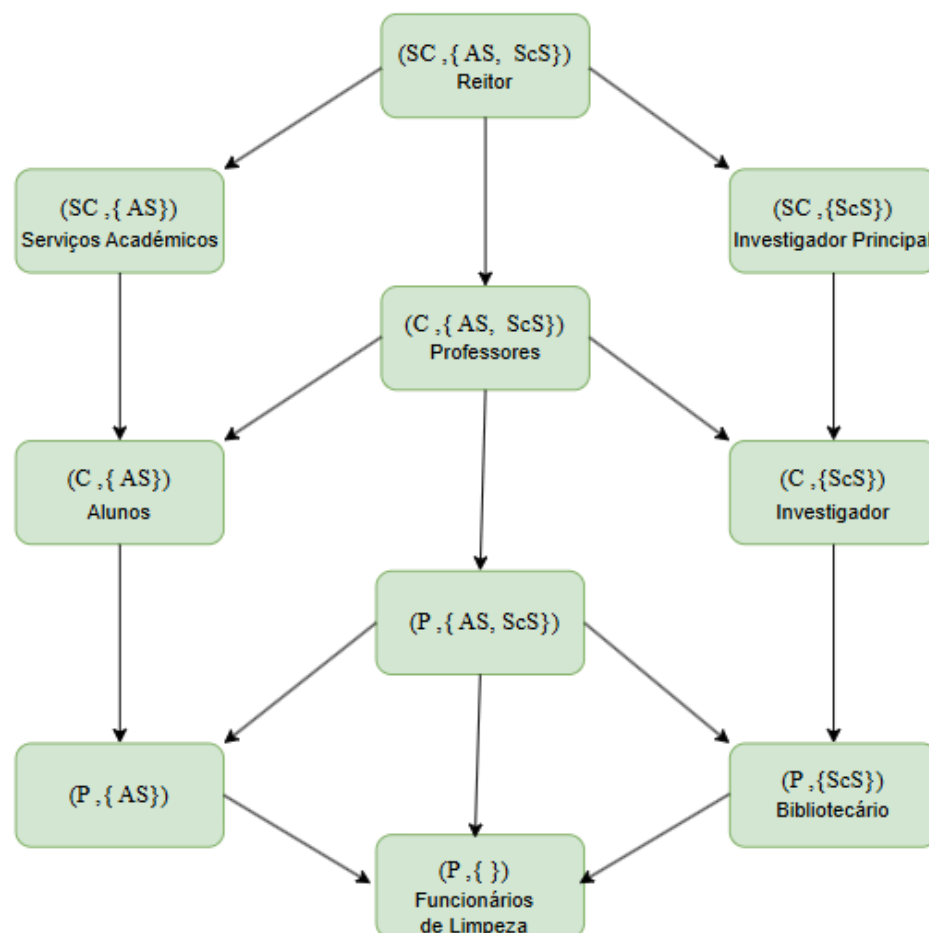 (SC ,{ AS, ScS})
Reitor
(SC ,{ AS})
Serviços Académicos
(SC ,{ScS})
Investigador Principal
(C ,{ AS, ScS})
Professores
(C ,{ AS})
Alunos
(C ,{ScS})
Investigador
(P ,{ AS, ScS})
(P ,{ AS})
(P ,{ScS})
Bibliotecário
(P ,{ })
Funcionários
de Limpeza